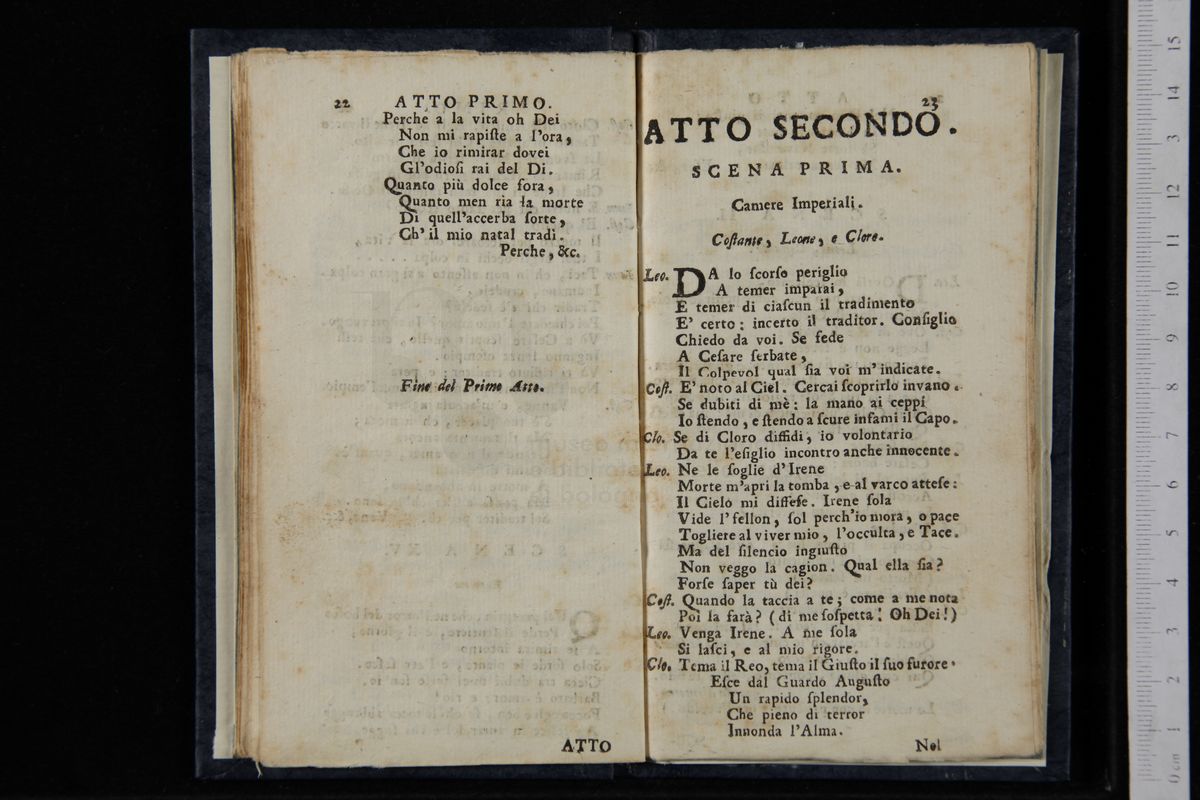 22 ATTO PRIMO.
Perchè a la vita oh Dei
Non mi rapiſte a l'ora,
Che io rimirar dovei
Gl'odioſi rai del Di.
Quanto più dolce ſora,
Quanto men ria la morte
Di quell'accerba ſorte,
Ch' il mio natal tradì.
Perche, &c.
Fine del Primo Atto.
ATTO
23
ATTO SECONDO.
SCENA PRIMA.
Camere Imperiali.
Coſtante, Leone, e Cloro.
Leo. DA lo ſcorſo periglio
A temer imparai,
E temer di ciaſcun il tradimento
E' certo: incerto il traditor. Conſiglio
Chiedo da voi. Se fede
A Ceſare ſerbate,
Il Colpevol qual ſia voi m' indicate.
Coſt. E' noto al Ciel. Cercai ſcoprirlo invano.
Se dubiti di mè: la mano ai ceppi
Io ſtendo, e ſtendo a ſcure infami il Capo.
Clo. Se di Cloro diffidi, io volontario
Da te l'eſiglio incontro anche innocente.
Leo. Ne le ſoglie d'Irene
Morte m'aprì la tomba, e al varco atteſe:
Il Cielo mi diffeſe. Irene ſola
Vide l'fellon, ſol perch'io mora, o pace
Togliere al viver mio, l'occulta, e Tace.
Ma del ſilencio ingiuſto
Non veggo la cagion. Qual ella ſia?
Forſe ſaper tù dei?
Coſt. Quando la taccia a te; come a me nota
Poi la farà? (di me ſoſpetta! Oh Dei!)
Leo. Venga Irene. A me ſola
Si laſci, e al mio rigore.
Clo. Tema il Reo, tema il Giuſto il ſuo furore.
Eſce dal Guardo Auguſto
Un rapido ſplendor,
Che pieno di terror
Innonda l'Alma.
Nel